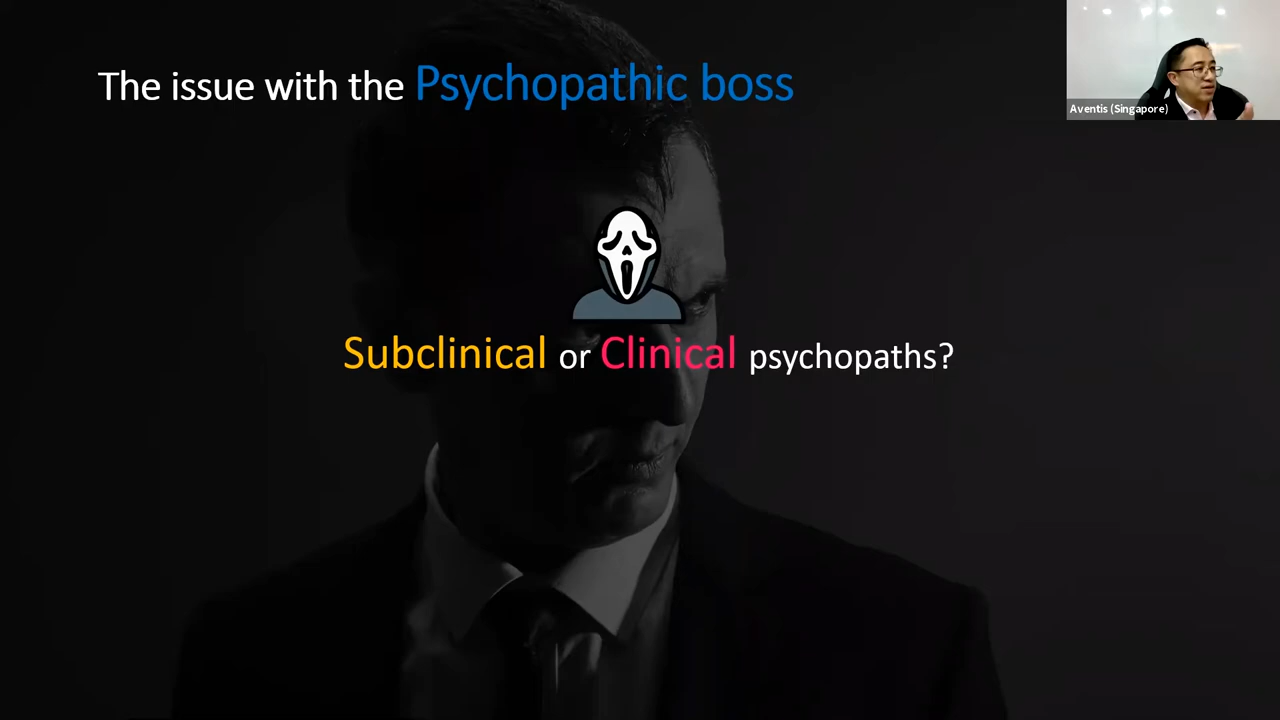 The issue with the Psychopathic boss
Aventis (Singapore)
Subclinical or Clinical psychopaths?